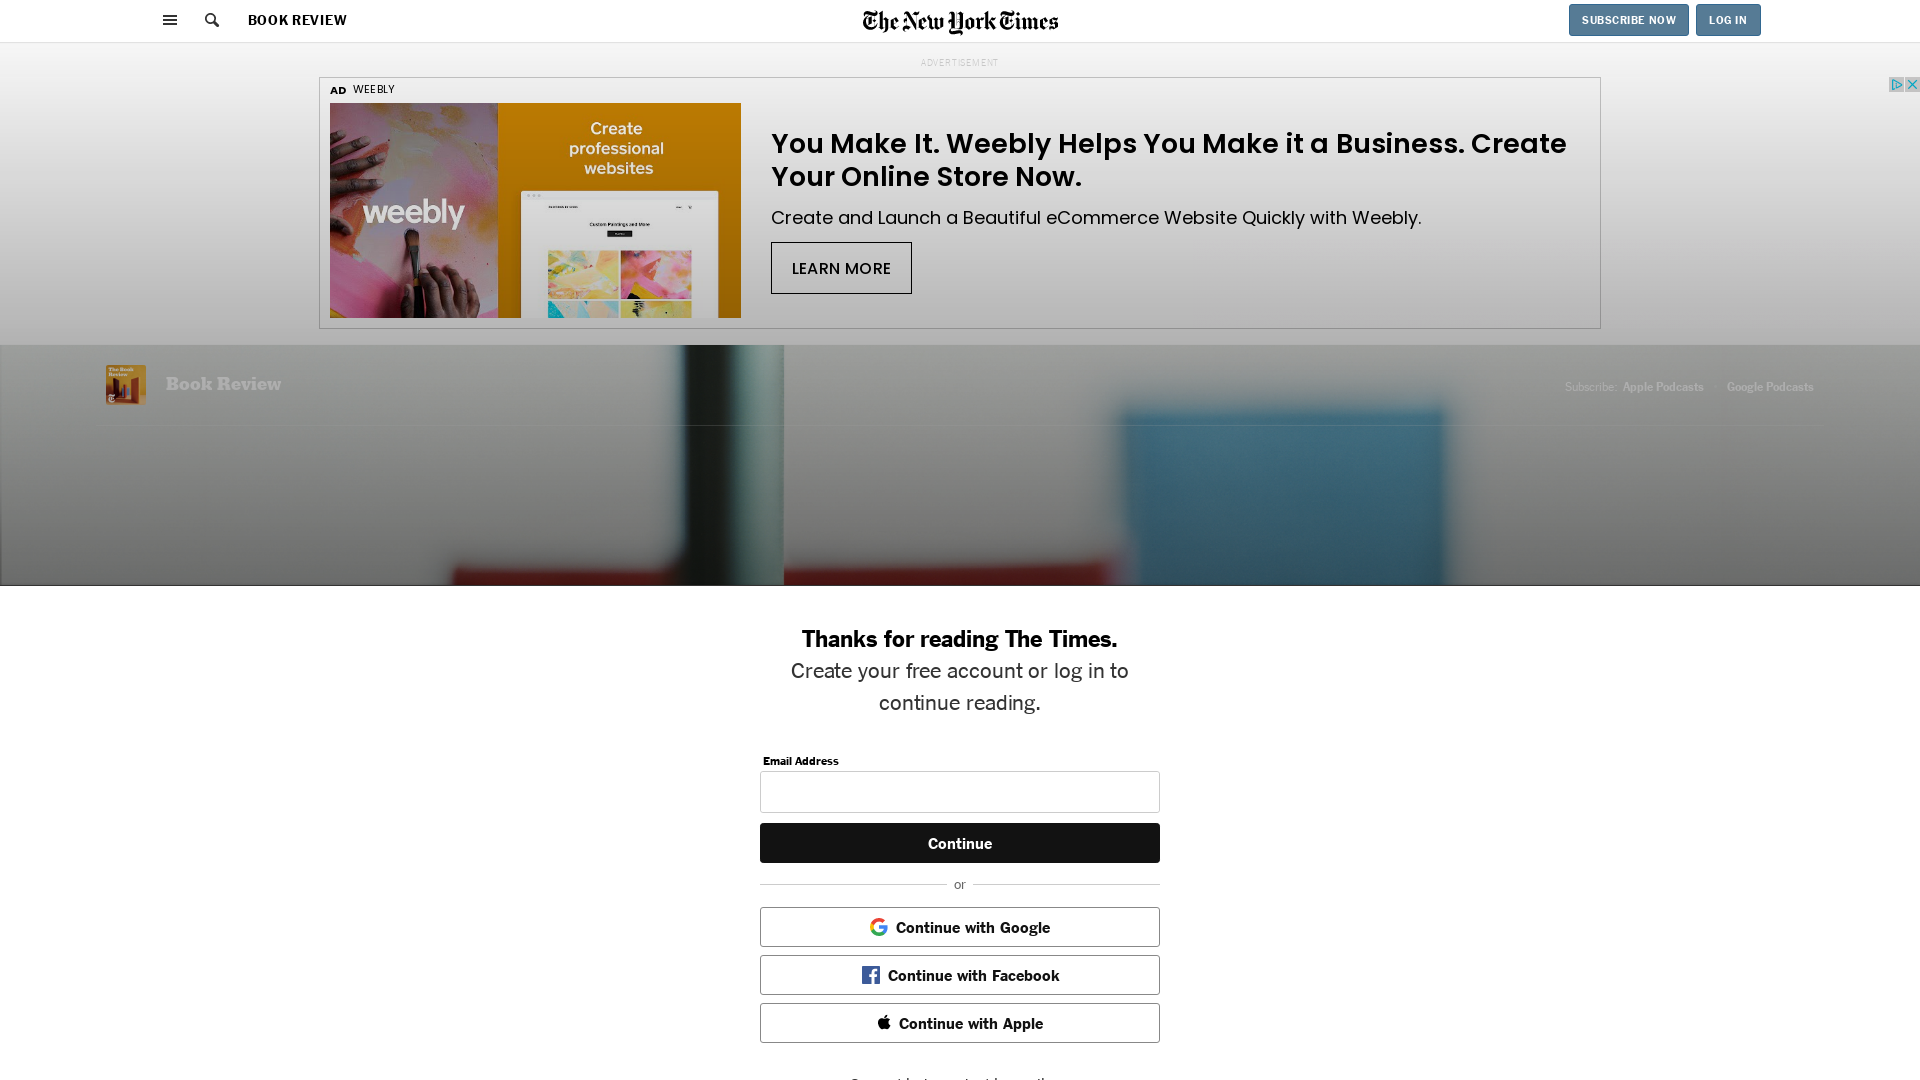 BOOK REVIEW
The New York Times
SUBSCRIBE NOW
LOG IN
ADVERTISEMENT
AD WEEBLY
weebly
Create
professional
websites
Custom Paintings and More
You Make It. Weebly Helps You Make it a Business. Create
Your Online Store Now.
Create and Launch a Beautiful eCommerce Website Quickly with Weebly.
LEARN MORE
The Book
Review
Book Review
Subscribe: Apple Podcasts
Google Podcasts
Thanks for reading The Times.
Create your free account or log in to
continue reading.
Email Address
Continue
or
Continue with Google
Continue with Facebook
Continue with Apple